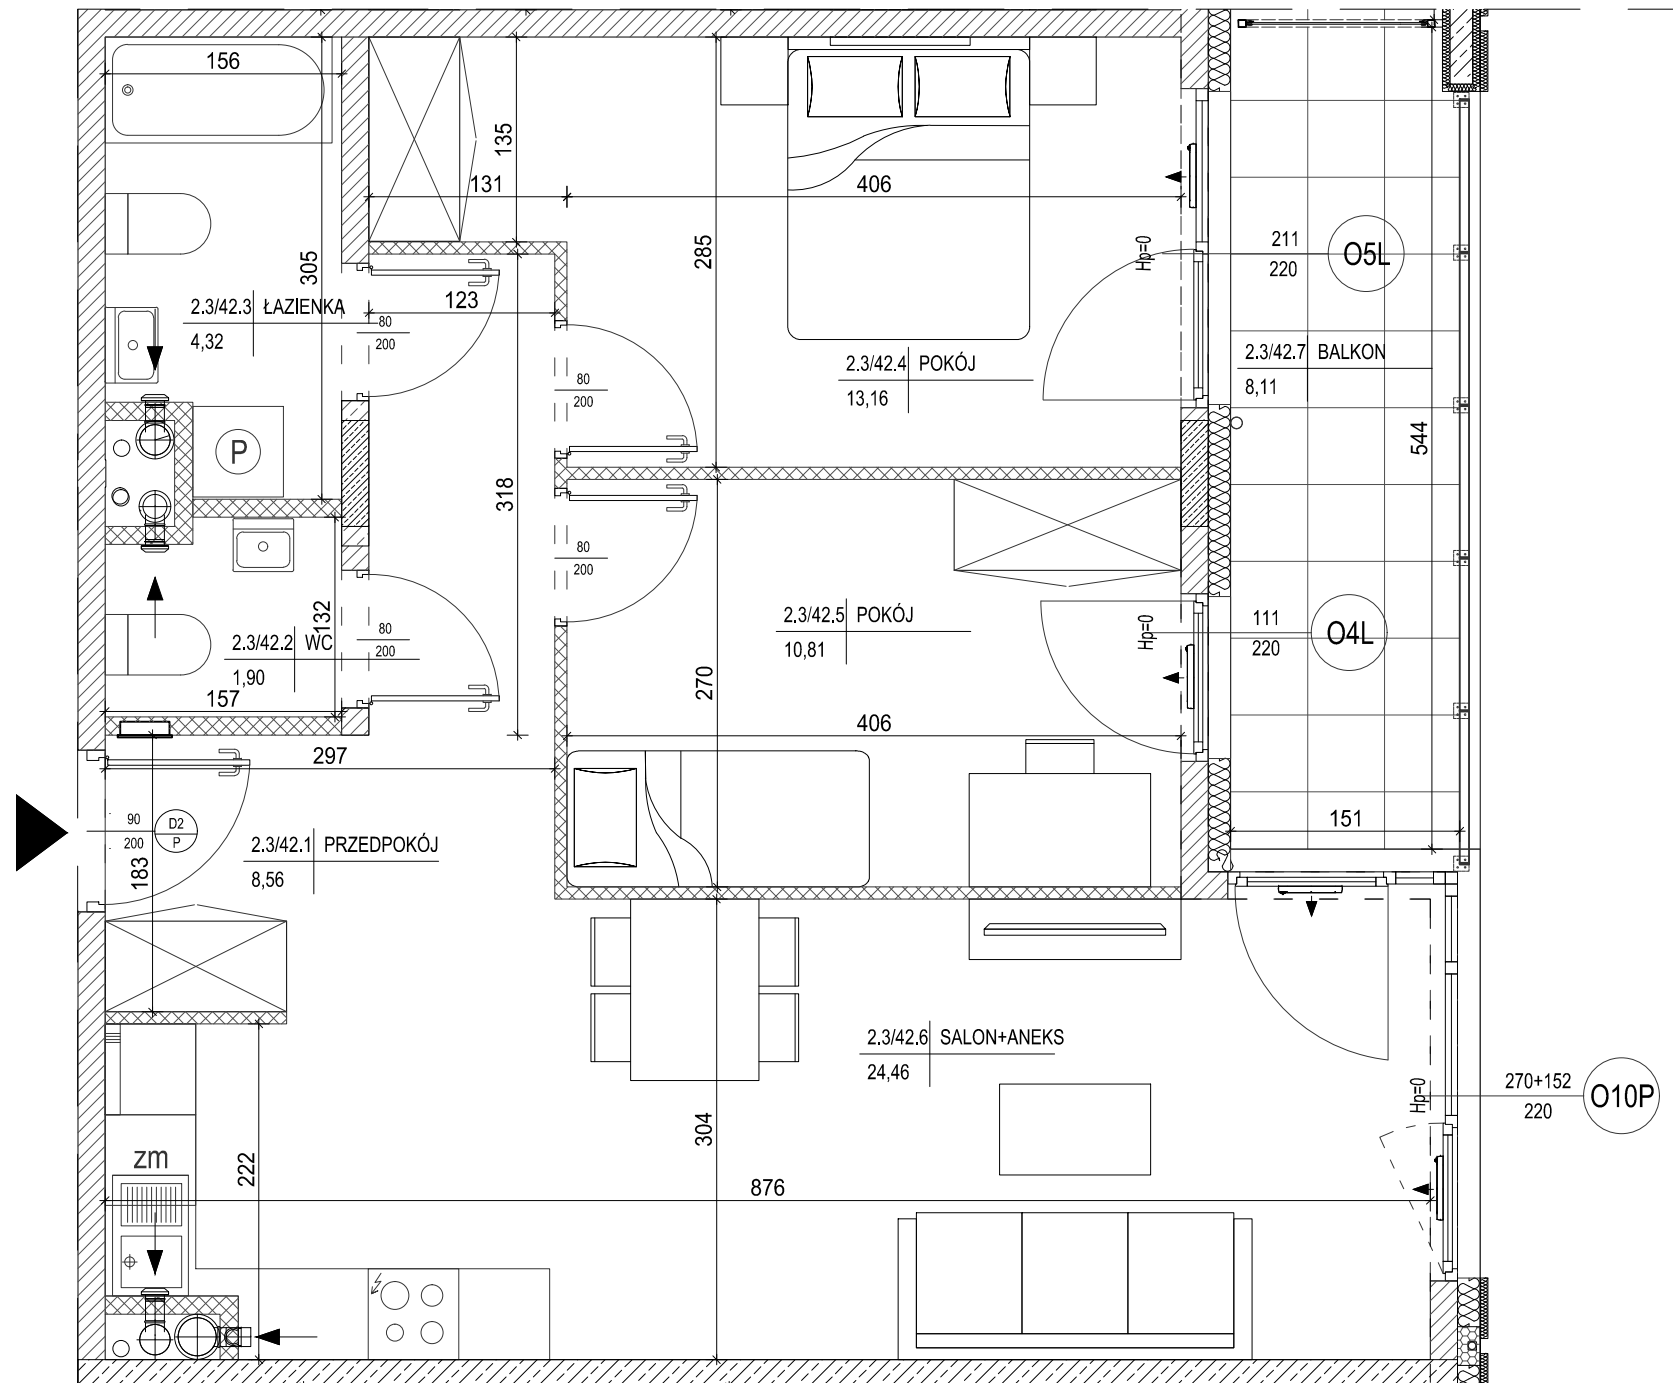 156
135
131
406
285
305
123
2.3/42.3 ŁAZIENKA
4,32
80
200
Hp=0
211
220
O5L
2.3/42.4 POKÓJ
13,16
2.3/42.7 BALKON
8,11
80
200
544
P
318
80
200
132
2.3/42.2 WC
1,90
80
200
157
2.3/42.5 POKÓJ
10,81
Hp=0
111
220
O4L
270
406
297
90
200
D2
P
183
2.3/42.1 PRZEDPOKÓJ
8,56
151
2.3/42.6 SALON+ANEKS
24,46
304
Hp=0
270+152
220
O10P
zm
222
876